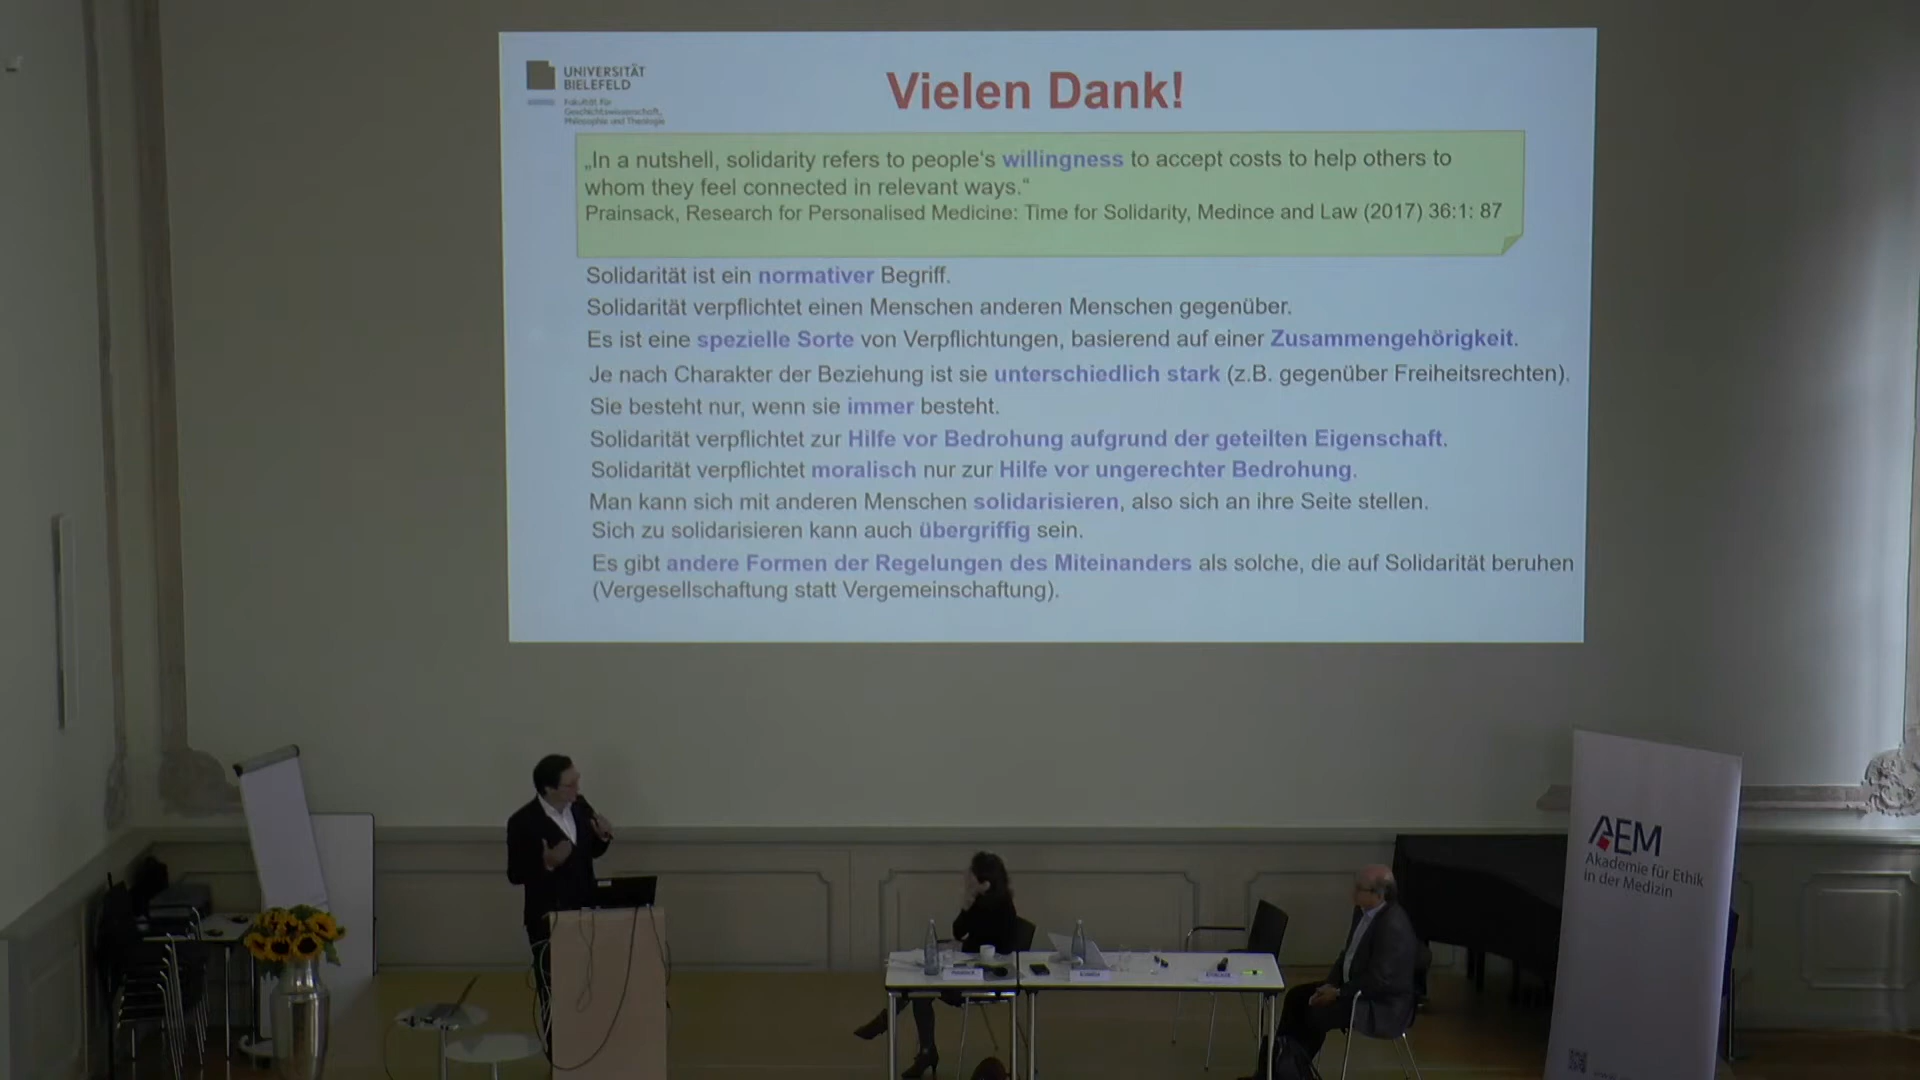 UNIVERSITÄT
BIELEFELD
Fakultät für
Geschichtswissenschaft,
Philosophie und Theologie
Vielen Dank!
„In a nutshell, solidarity refers to people's willingness to accept costs to help others to
whom they feel connected in relevant ways.“
Prainsack, Research for Personalised Medicine: Time for Solidarity, Medince and Law (2017) 36:1: 87
Solidarität ist ein normativer Begriff.
Solidarität verpflichtet einen Menschen anderen Menschen gegenüber.
Es ist eine spezielle Sorte von Verpflichtungen, basierend auf einer Zusammengehörigkeit.
Je nach Charakter der Beziehung ist sie unterschiedlich stark (z.B. gegenüber Freiheitsrechten).
Sie besteht nur, wenn sie immer besteht.
Solidarität verpflichtet zur Hilfe vor Bedrohung aufgrund der geteilten Eigenschaft.
Solidarität verpflichtet moralisch nur zur Hilfe vor ungerechter Bedrohung.
Man kann sich mit anderen Menschen solidarisieren, also sich an ihre Seite stellen.
Sich zu solidarisieren kann auch übergriffig sein.
Es gibt andere Formen der Regelungen des Miteinanders als solche, die auf Solidarität beruhen
(Vergesellschaftung statt Vergemeinschaftung).
AEM
Akademie für Ethik
in der Medizin